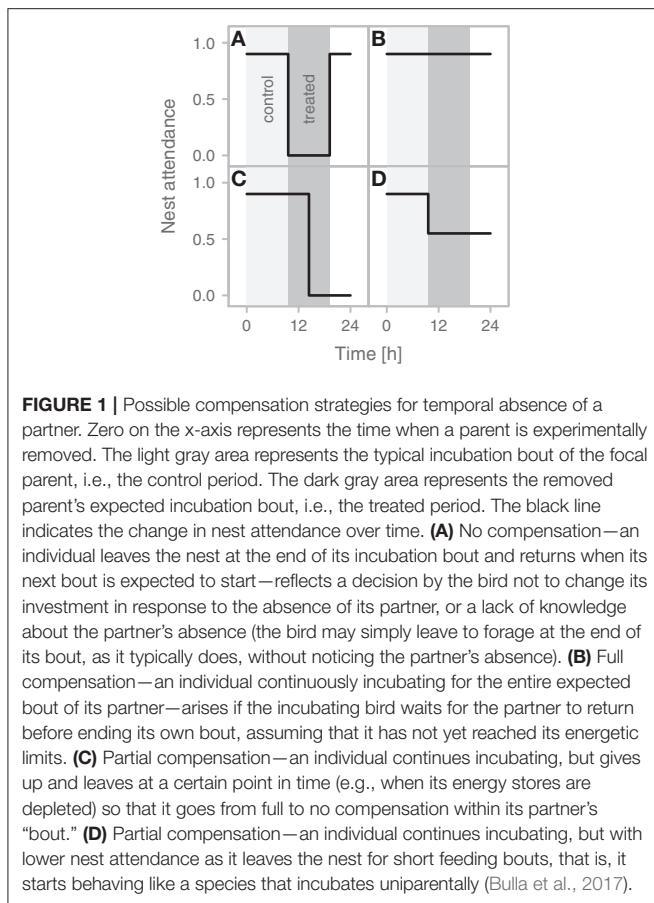 A
B
1.0
0.5
0.0
control
treated
C
D
1.0
0.5
0.0
Nest attendance
0 12 24 0 12 24
Time [h]
FIGURE 1 | Possible compensation strategies for temporal absence of a
partner. Zero on the x-axis represents the time when a parent is experimentally
removed. The light gray area represents the typical incubation bout of the focal
parent, i.e., the control period. The dark gray area represents the removed
parent's expected incubation bout, i.e., the treated period. The black line
indicates the change in nest attendance over time. (A) No compensation—an
individual leaves the nest at the end of its incubation bout and returns when its
next bout is expected to start—reflects a decision by the bird not to change its
investment in response to the absence of its partner, or a lack of knowledge
about the partner's absence (the bird may simply leave to forage at the end of
its bout, as it typically does, without noticing the partner's absence). (B) Full
compensation—an individual continuously incubating for the entire expected
bout of its partner—arises if the incubating bird waits for the partner to return
before ending its own bout, assuming that it has not yet reached its energetic
limits. (C) Partial compensation—an individual continues incubating, but gives
up and leaves at a certain point in time (e.g., when its energy stores are
depleted) so that it goes from full to no compensation within its partner's
"bout." (D) Partial compensation—an individual continues incubating, but with
lower nest attendance as it leaves the nest for short feeding bouts, that is, it
starts behaving like a species that incubates uniparentally (Bulla et al., 2017).